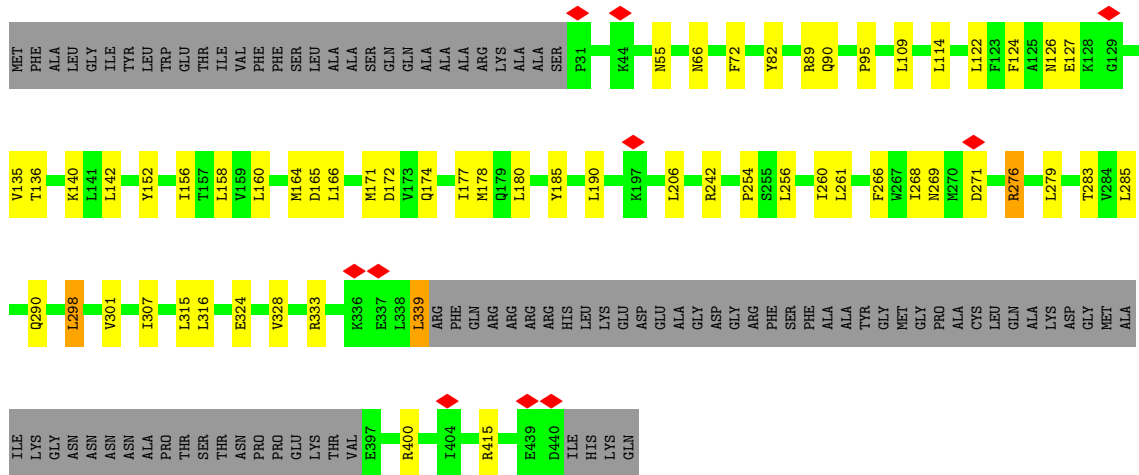 MET PHE ALA LEU GLY ILE TYR LEU TRP GLU THR ILE VAL PHE PHE SER LEU ALA ALA SER GLN GLN ALA ALA ALA ARG LYS ALA ALA SER P31 K44 N55 N66 F72 Y82 R89 Q90 P95 L109 L114 L122 F123 F124 A125 N126 E127 K128 G129
V135 T136 K140 L141 L142 Y152 I156 T157 L158 V159 L160 M164 D165 L166 M171 D172 V173 Q174 I177 M178 Q179 L180 Y185 L190 K197 L206 R242 P254 S255 L256 I260 L261 F266 W267 I268 N269 M270 D271 R276 L279 T283 V284 L285
Q290 L298 V301 I307 L315 L316 E324 V328 R333 K336 E337 L338 L339 ARG PHE GLN ARG ARG ARG ARG HIS LEU LYS GLU ASP GLU ALA GLY ASP GLY ARG PHE SER PHE ALA ALA TYR GLY MET GLY PRO ALA CYS LEU GLN ALA LYS ASP GLY MET ALA
ILE LYS GLY ASN ASN ASN ASN ALA PRO THR SER THR ASN PRO PRO GLU LYS THR VAL E397 R400 I404 R415 E439 D440 ILE HIS LYS GLN